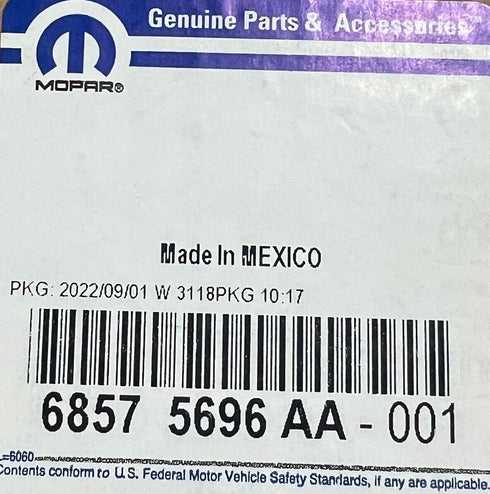 Genuine Parts & Accessories
MOPAR®
Made In MEXICO
PKG: 2022/09/01 W 3118PKG 10:17
6857 5696 AA - 001
L=6060
Contents conform to U.S. Federal Motor Vehicle Safety Standards, if any are applicable.